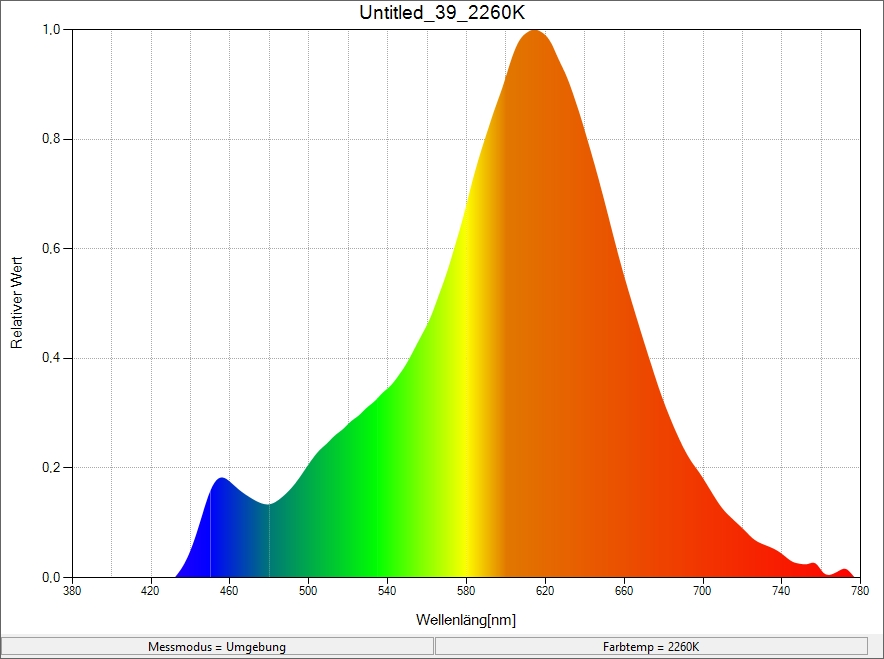 Untitled_39_2260K
1,0
0,8
0,6
0,4
0,2
0,0
Relativer Wert
380 420 460 500 540 580 620 660 700 740 780
Wellenläng[nm]
Messmodus = Umgebung
Farbtemp = 2260K